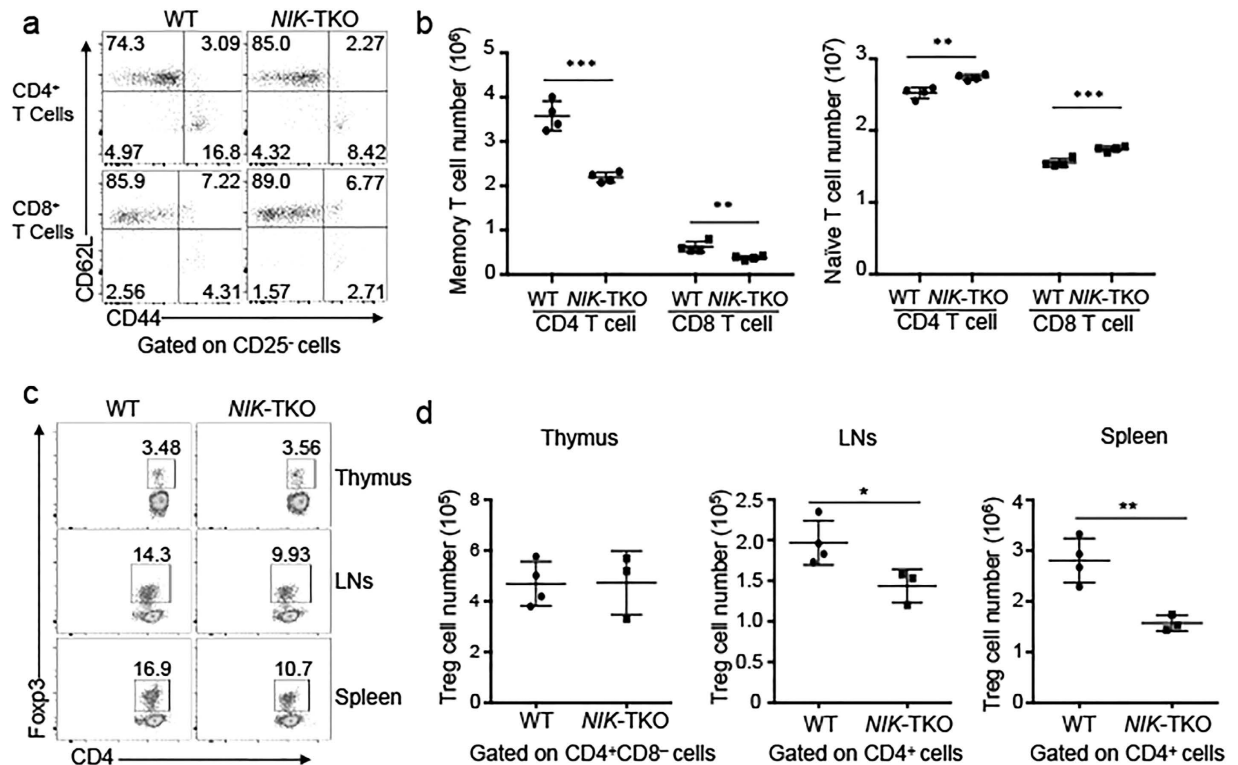 a
WT NIK-TKO
74.3 3.09 85.0 2.27
CD4+
T Cells
4.97 16.8 4.32 8.42
85.9 7.22 89.0 6.77
CD8+
T Cells
2.56 4.31 1.57 2.71
CD62L
CD44
Gated on CD25- cells
b
Memory T cell number (10⁶)
5
4
3
2
1
0
*** **
WT NIK-TKO WT NIK-TKO
CD4 T cell CD8 T cell
Naïve T cell number (10⁷)
3
2
1
0
** ***
WT NIK-TKO WT NIK-TKO
CD4 T cell CD8 T cell
c
WT NIK-TKO
3.48 3.56
Thymus
14.3 9.93
LNs
16.9 10.7
Spleen
Foxp3
CD4
d
Thymus
Treg cell number (10⁵)
8
6
4
2
0
WT NIK-TKO
Gated on CD4+CD8− cells
LNs
Treg cell number (10⁵)
2.5
2.0
1.5
1.0
0.5
0
*
WT NIK-TKO
Gated on CD4+ cells
Spleen
Treg cell number (10⁶)
4
3
2
1
0
**
WT NIK-TKO
Gated on CD4+ cells